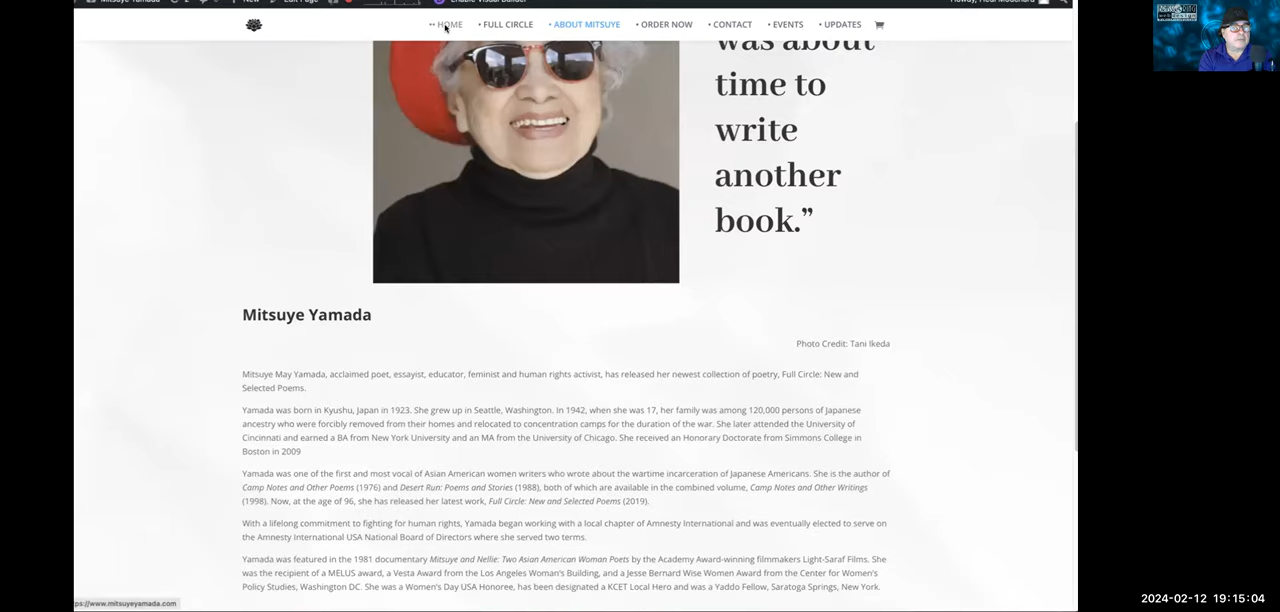 Mitsuye Yamada
New
Edit Page
• HOME
• FULL CIRCLE
• ABOUT MITSUYE
• ORDER NOW
• CONTACT
• EVENTS
• UPDATES
was about
time to
write
another
book.”
Mitsuye Yamada
Photo Credit: Tani Ikeda
Mitsuye May Yamada, acclaimed poet, essayist, educator, feminist and human rights activist, has released her newest collection of poetry, Full Circle: New and
Selected Poems.
Yamada was born in Kyushu, Japan in 1923. She grew up in Seattle, Washington. In 1942, when she was 17, her family was among 120,000 persons of Japanese
ancestry who were forcibly removed from their homes and relocated to concentration camps for the duration of the war. She later attended the University of
Cincinnati and earned a BA from New York University and an MA from the University of Chicago. She received an Honorary Doctorate from Simmons College in
Boston in 2009
Yamada was one of the first and most vocal of Asian American women writers who wrote about the wartime incarceration of Japanese Americans. She is the author of
Camp Notes and Other Poems (1976) and Desert Run: Poems and Stories (1988), both of which are available in the combined volume, Camp Notes and Other Writings
(1998). Now, at the age of 96, she has released her latest work, Full Circle: New and Selected Poems (2019).
With a lifelong commitment to fighting for human rights, Yamada began working with a local chapter of Amnesty International and was eventually elected to serve on
the Amnesty International USA National Board of Directors where she served two terms.
Yamada was featured in the 1981 documentary Mitsuye and Nellie: Two Asian American Woman Poets by the Academy Award-winning filmmakers Light-Saraf Films. She
was the recipient of a MELUS award, a Vesta Award from the Los Angeles Woman's Building, and a Jesse Bernard Wise Women Award from the Center for Women's
Policy Studies, Washington DC. She was a Women's Day USA Honoree, has been designated a KCET Local Hero and was a Yaddo Fellow, Saratoga Springs, New York.
ps://www.mitsuyeyamada.com
2024-02-12 19:15:04